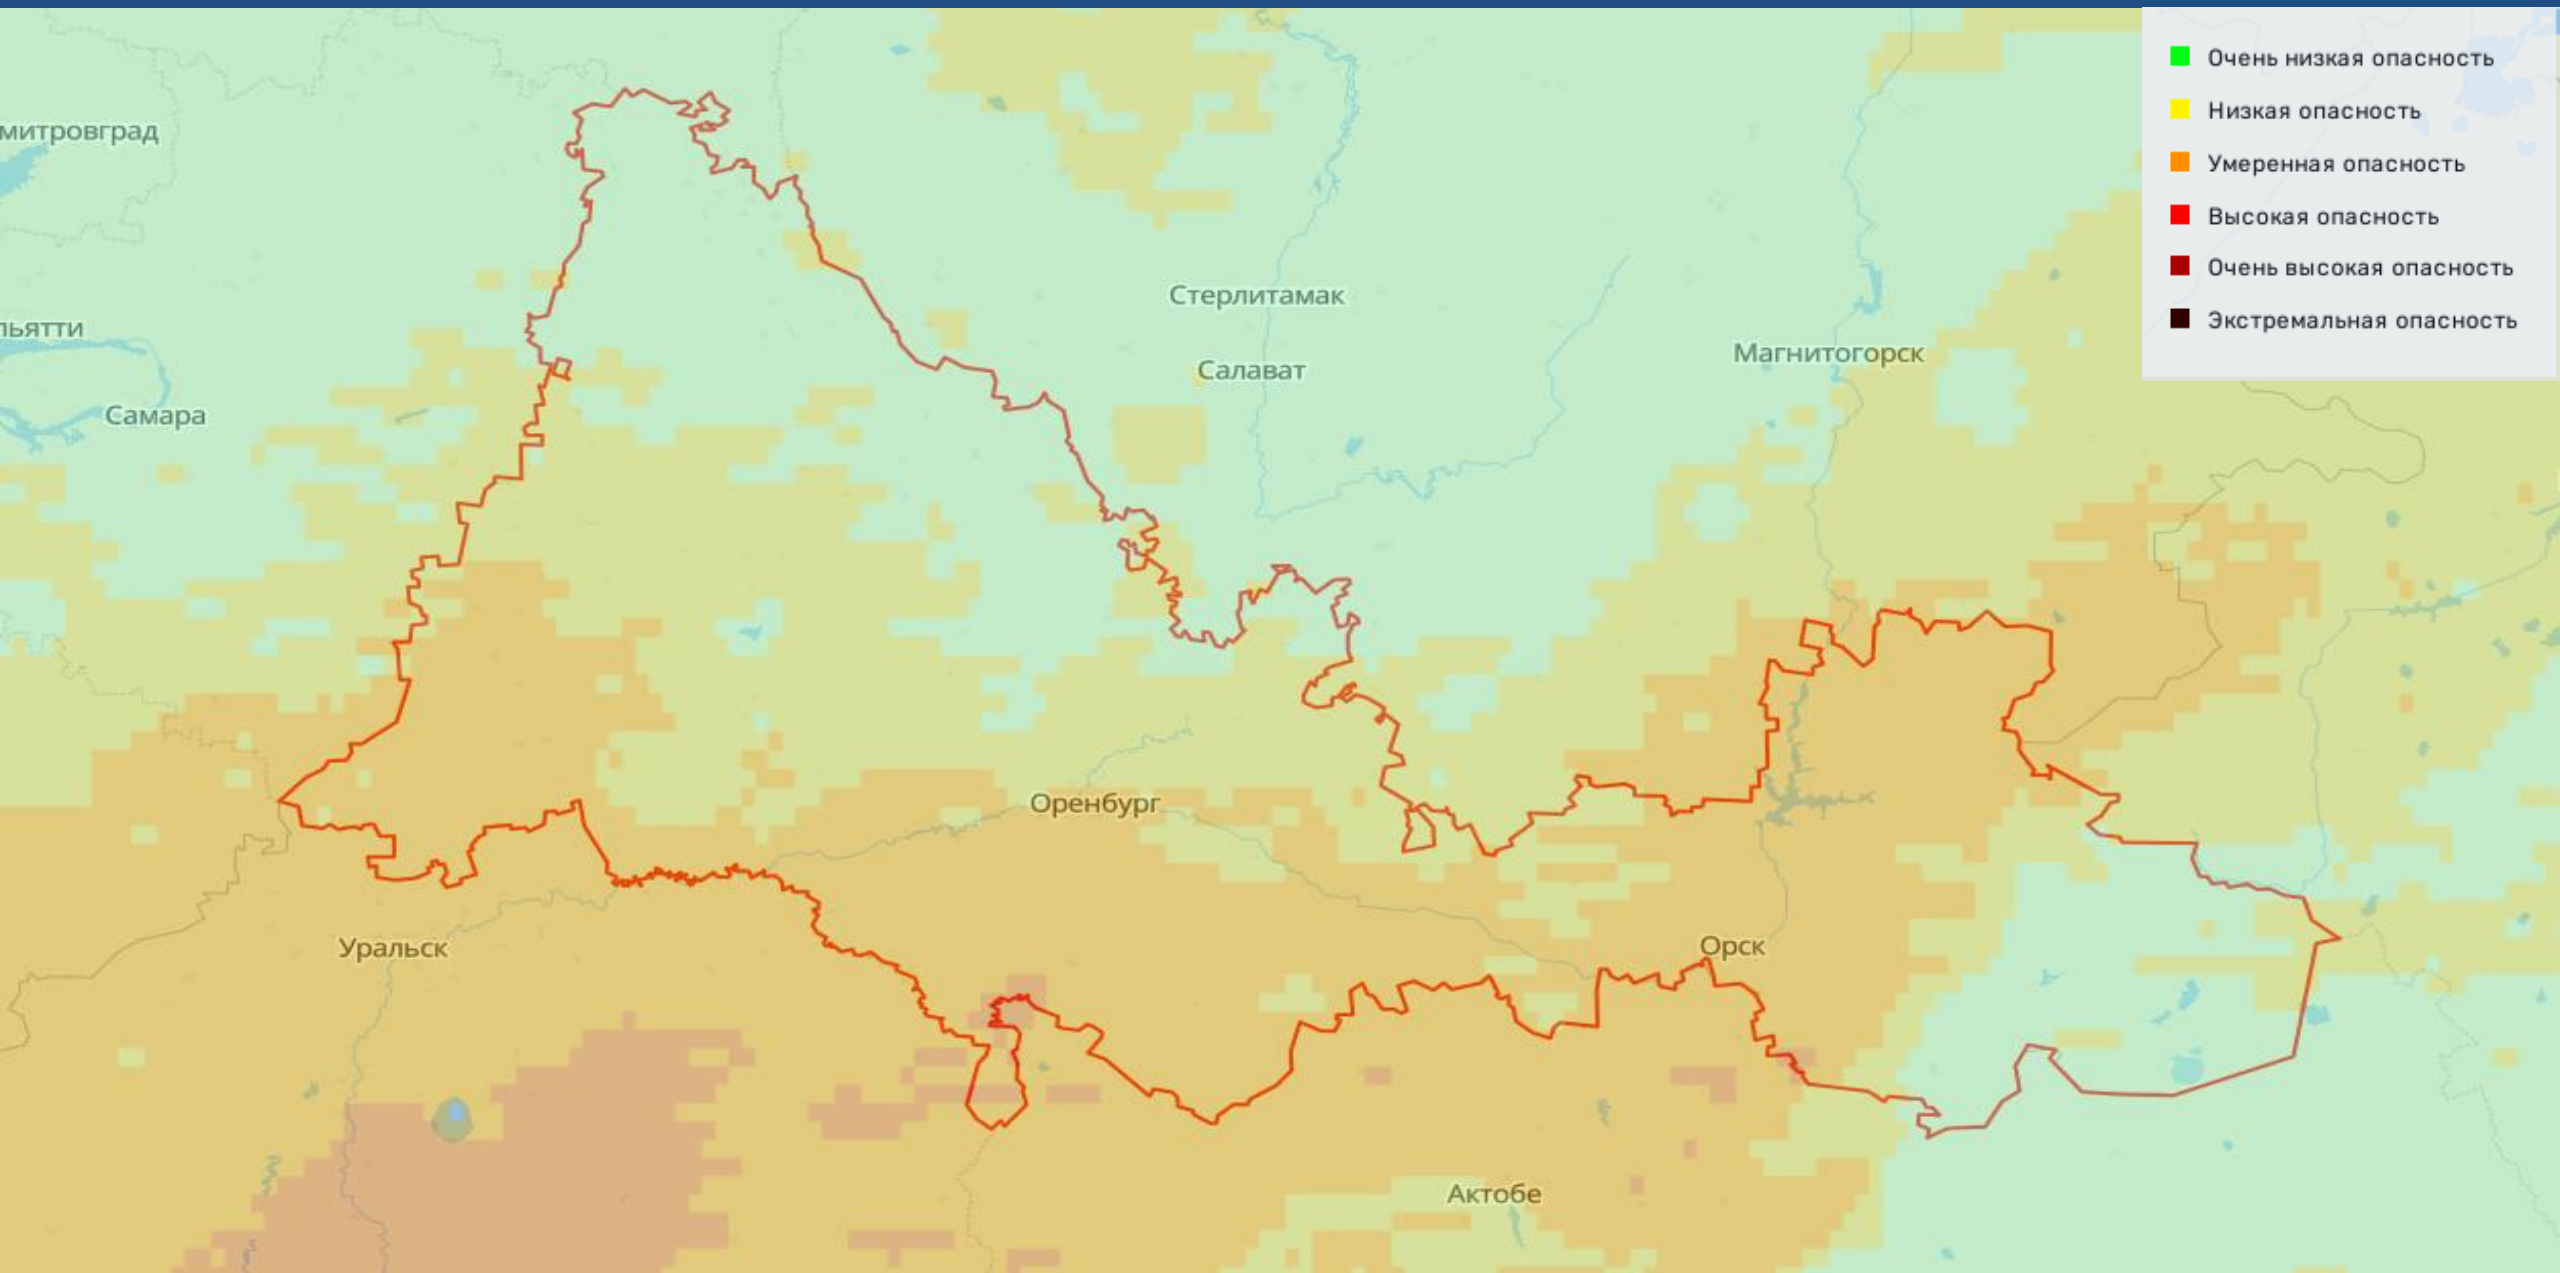 Очень низкая опасность
Низкая опасность
Умеренная опасность
Высокая опасность
Очень высокая опасность
Экстремальная опасность
митровград
Стерлитамак
льятти
Магнитогорск
Салават
Самара
Оренбург
Орск
Уральск
Актобе